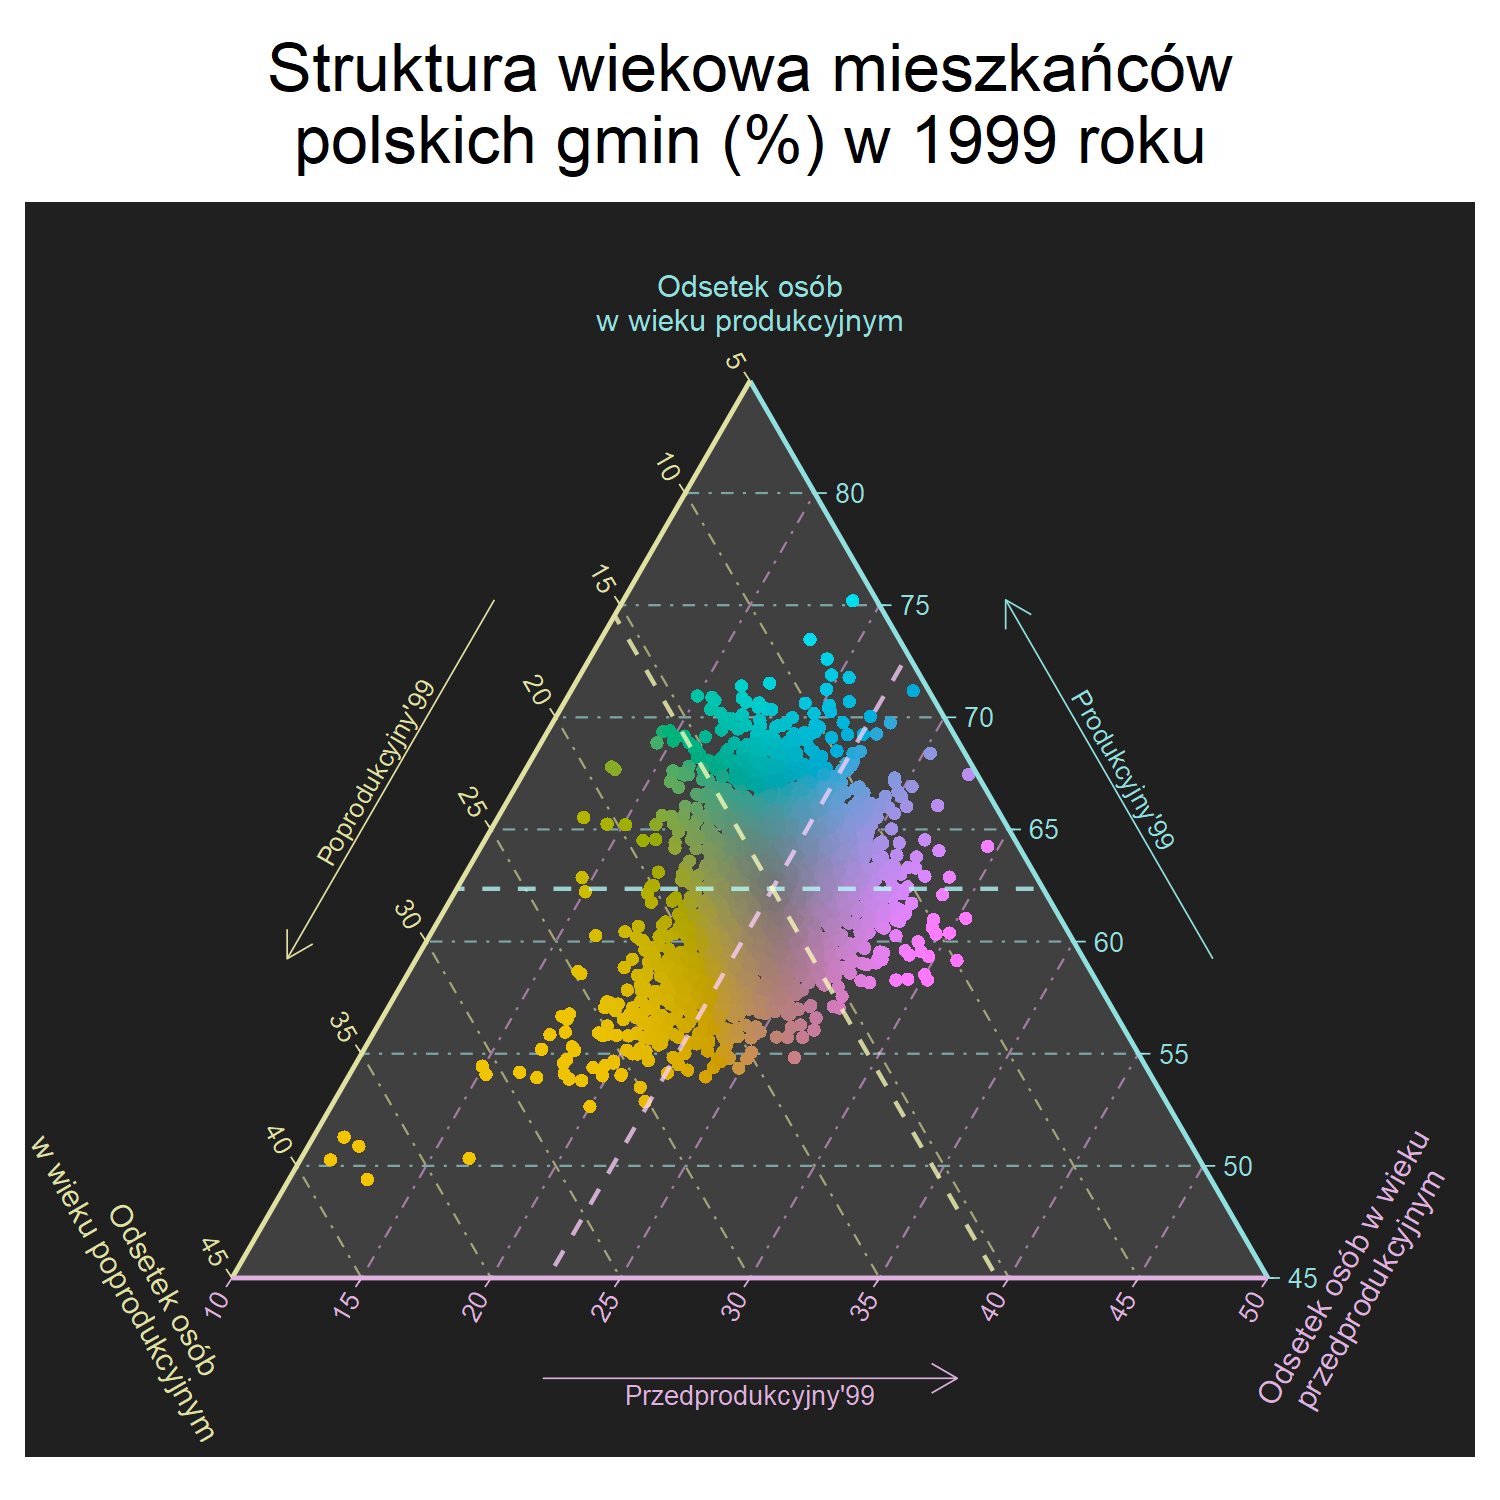 Struktura wiekowa mieszkańców
polskich gmin (%) w 1999 roku
Odsetek osób
w wieku produkcyjnym
5
10
15
20
25
30
35
40
45
80
75
70
65
60
55
50
45
Poprodukcyjny'99
Produkcyjny'99
Odsetek osób
w wieku poprodukcyjnym
Odsetek osób w wieku
przedprodukcyjnym
10
15
20
25
30
35
40
45
50
Przedprodukcyjny'99